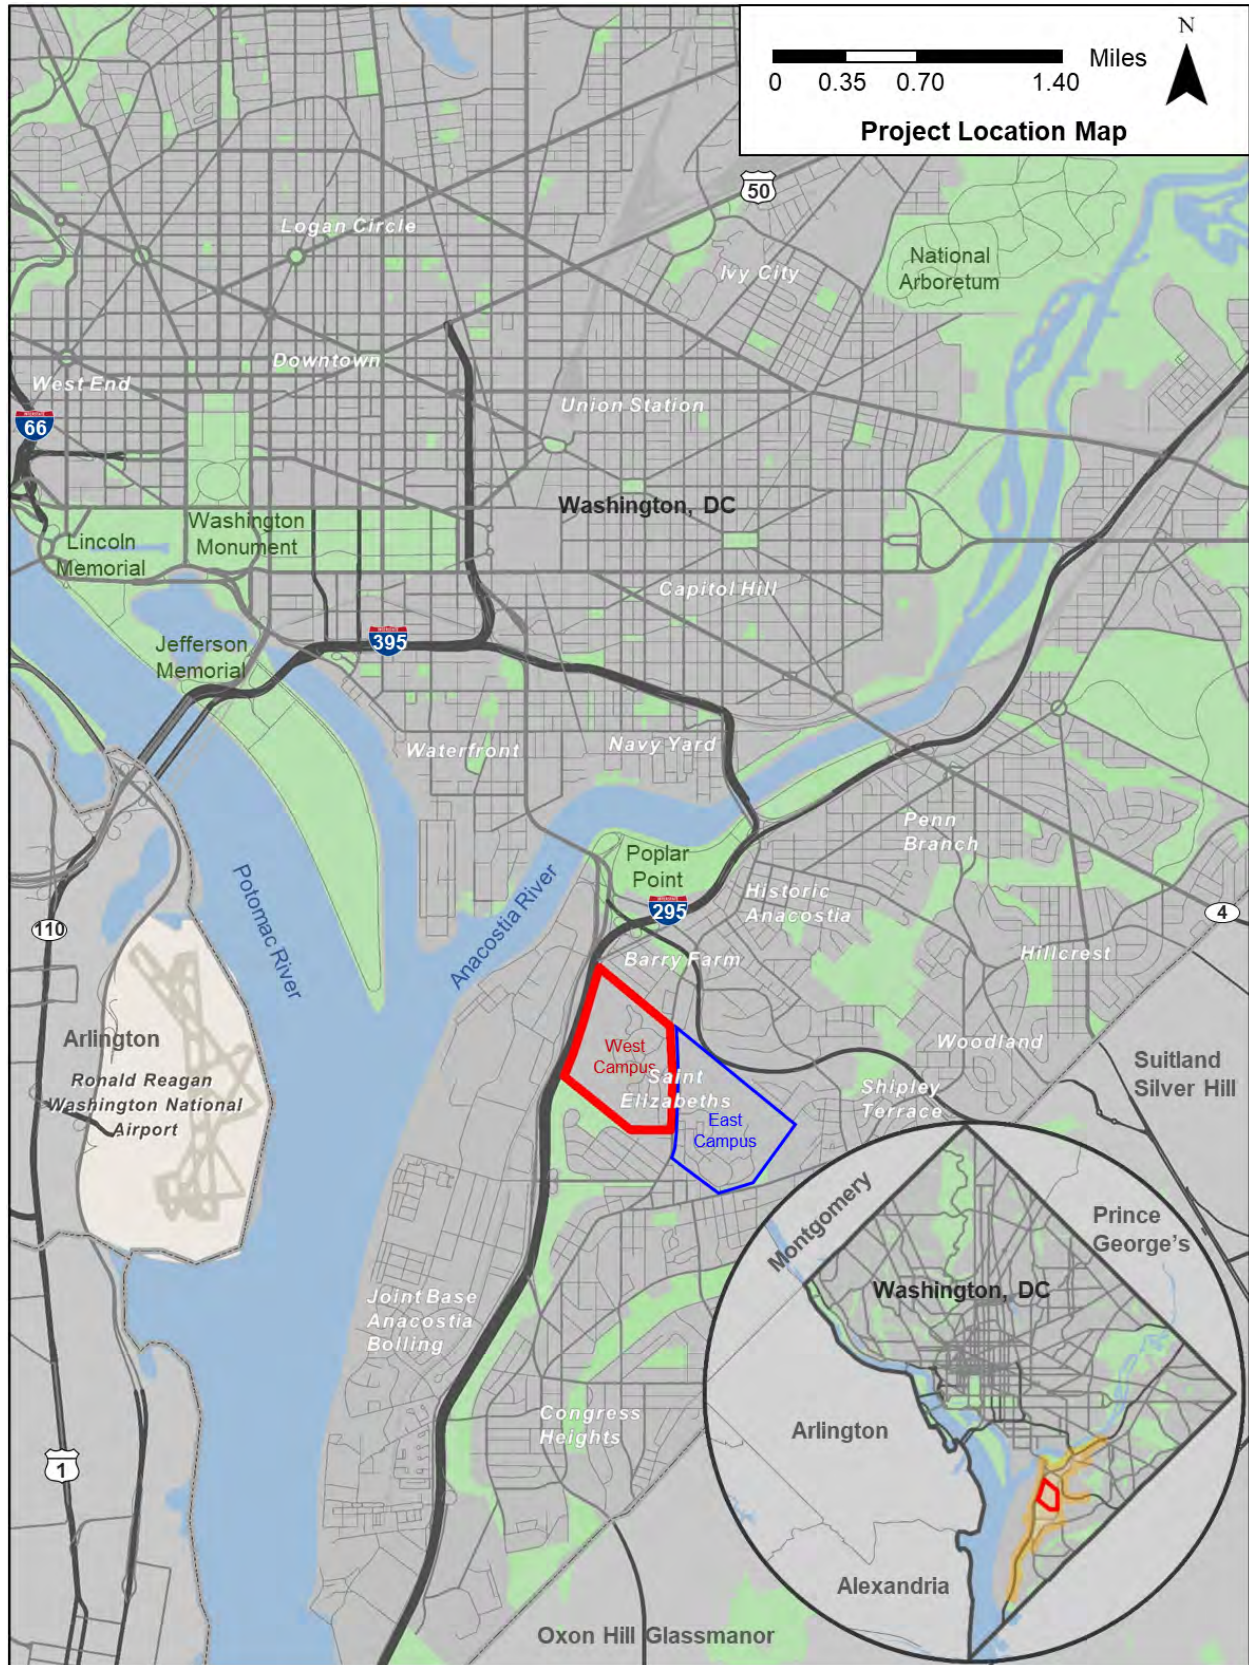 N
Miles
0 0.35 0.70 1.40
Project Location Map
50
Logan Circle
Ivy City
National
Arboretum
Downtown
West End
Union Station
66
Washington, DC
Washington
Monument
Lincoln
Memorial
Capitol Hill
395
Jefferson
Memorial
Waterfront
Navy Yard
Penn
Branch
Poplar
Point
Potomac River
Anacostia River
Historic
Anacostia
295
4
110
Barry Farm
Hillcrest
Arlington
West
Campus
Woodland
Suitland
Silver Hill
Ronald Reagan
Washington National
Airport
Saint
Elizabeths
Shipley
Terrace
East
Campus
Montgomery
Prince
George's
Washington, DC
Joint Base
Anacostia
Bolling
Congress
Heights
Arlington
1
Alexandria
Oxon Hill Glassmanor